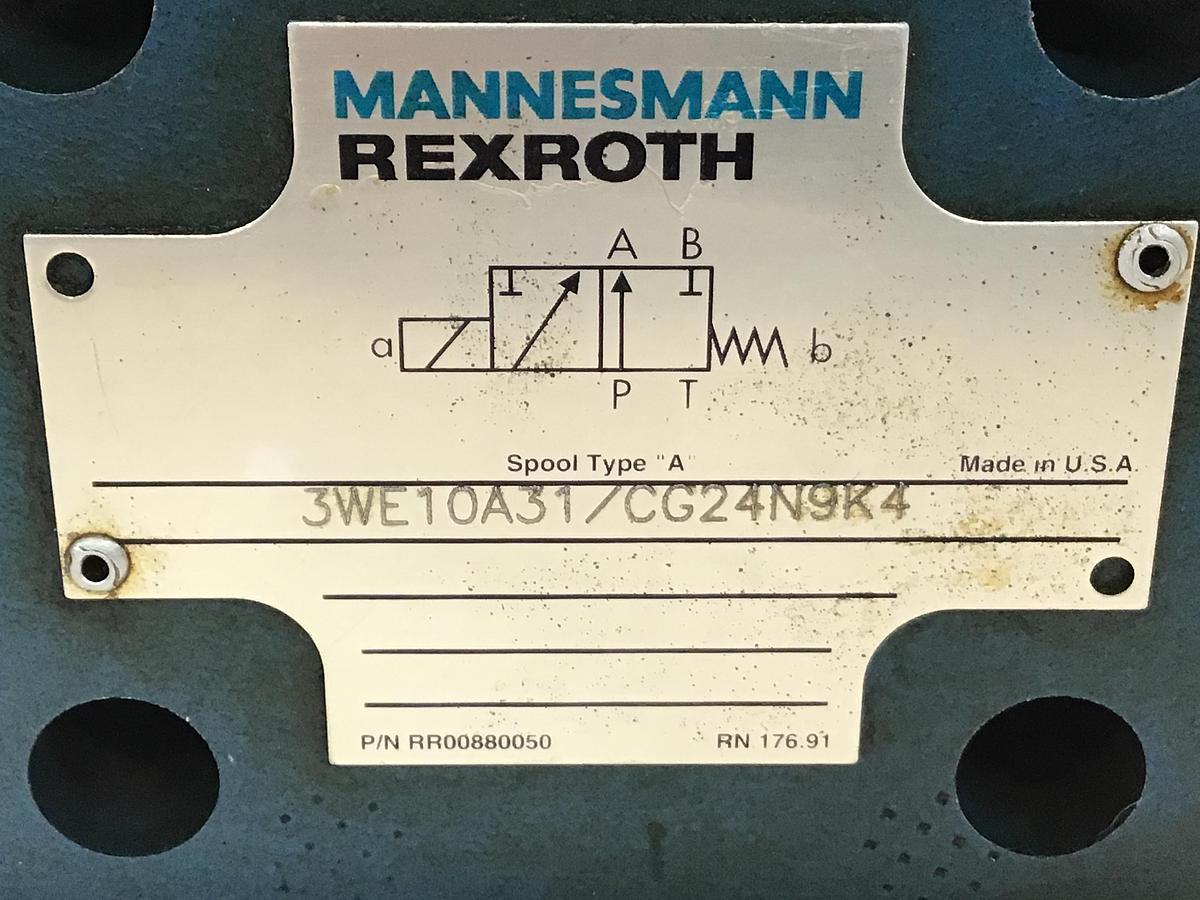 MANNESMANN
REXROTH
A B
a b
P T
Spool Type "A" Made in U.S.A.
3WE10A31/CG24N9K4
P/N RR00880050 RN 176.91